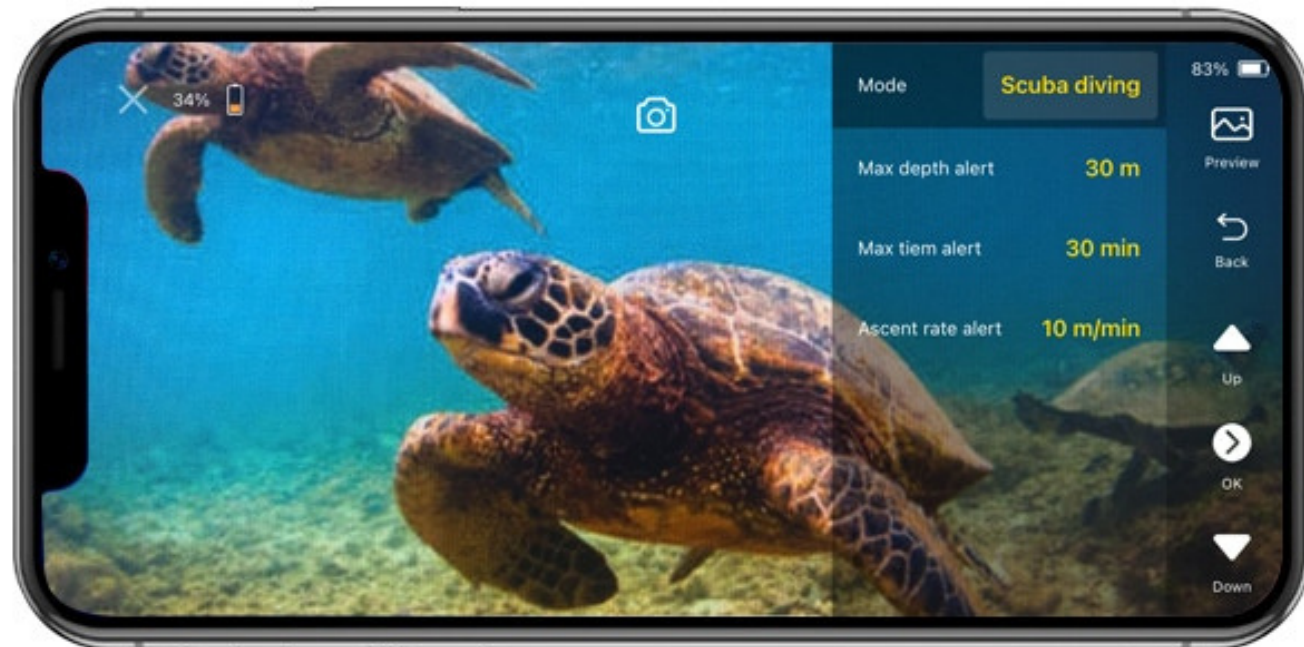 34%
83%
Mode Scuba diving
Preview
Max depth alert 30 m
Back
Max tiem alert 30 min
Ascent rate alert 10 m/min
Up
OK
Down